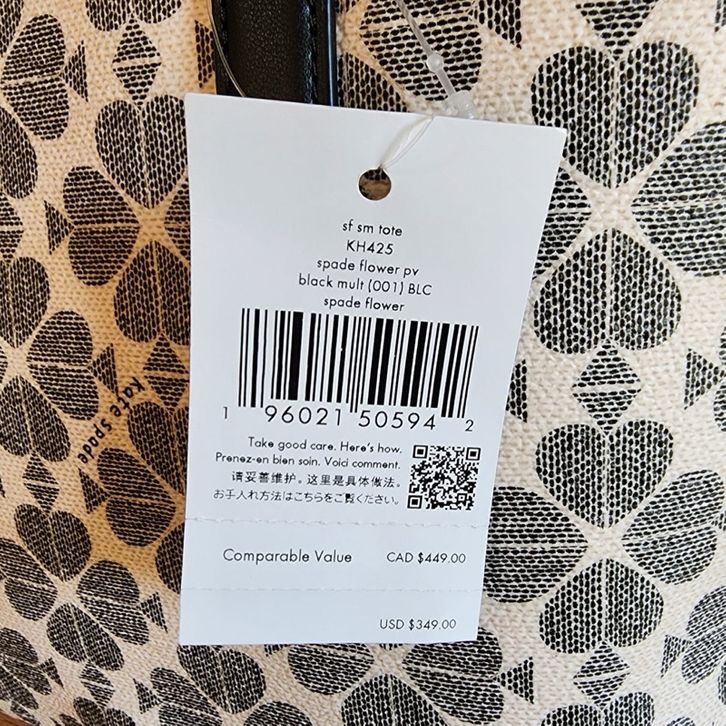 sf sm tote
KH425
spade flower pv
black mult (001) BLC
spade flower
1 96021 50594 2
Take good care. Here's how.
Prenez-en bien soin. Voici comment.
请妥善维护。这里是具体做法。
お手入れ方法はこちらをご覧ください。
Comparable Value CAD $449.00
USD $349.00
kate spade